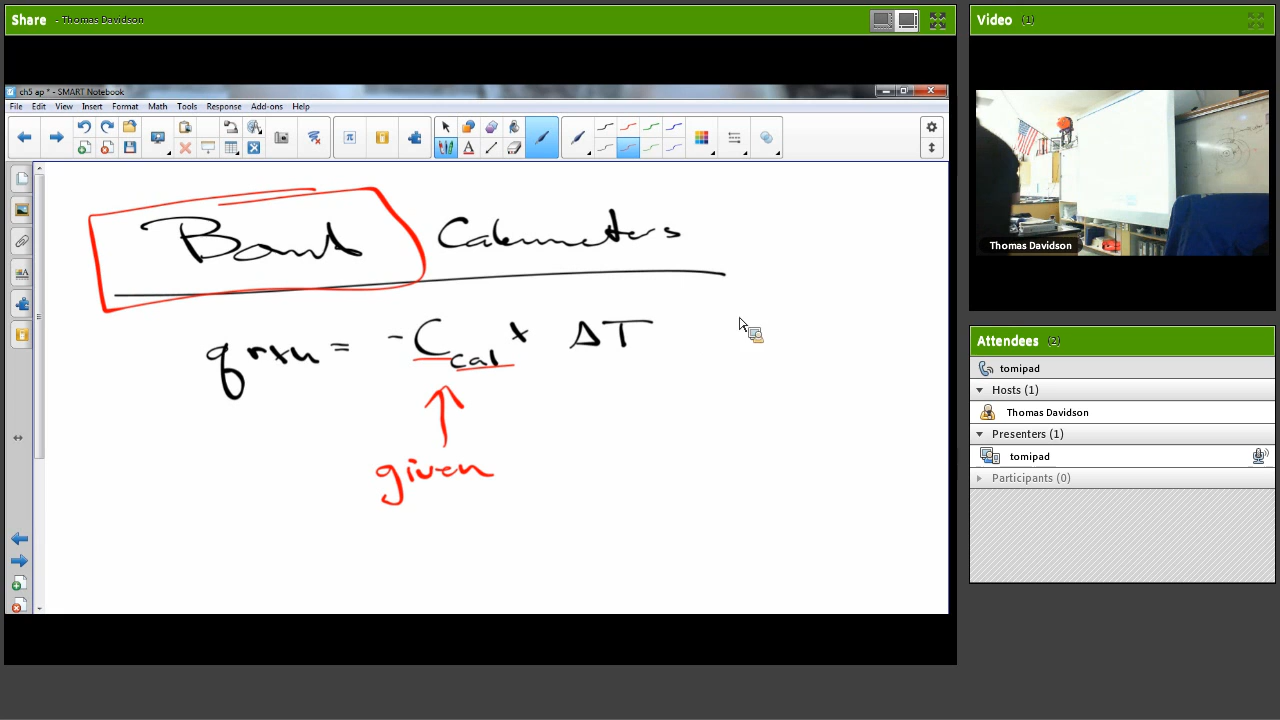 Share - Thomas Davidson
ch5 ap * - SMART Notebook
File Edit View Insert Format Math Tools Response Add-ons Help
Bomb Calorimeters
q rxn = - C cal x ΔT
given
Video (1)
Thomas Davidson
Attendees (2)
tomipad
Hosts (1)
Thomas Davidson
Presenters (1)
tomipad
Participants (0)